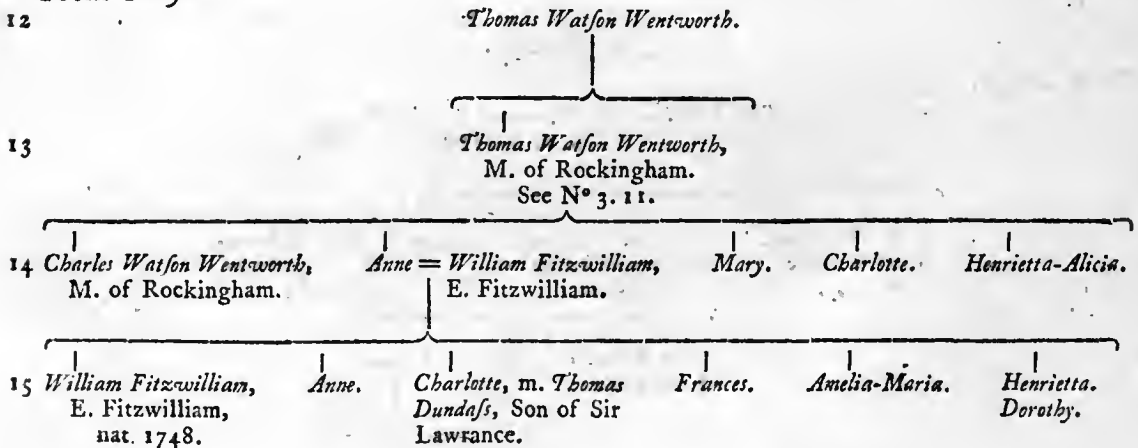 12 Thomas Watſon Wentworth.
13 Thomas Watſon Wentworth,
M. of Rockingham.
See Nº 3. 11.
14 Charles Watſon Wentworth, Anne = William Fitzwilliam, Mary. Charlotte. Henrietta-Alicia.
M. of Rockingham. E. Fitzwilliam.
15 William Fitzwilliam, Anne. Charlotte, m. Thomas Frances. Amelia-Maria. Henrietta.
E. Fitzwilliam, Dundaſs, Son of Sir Dorothy.
nat. 1748. Lawrance.